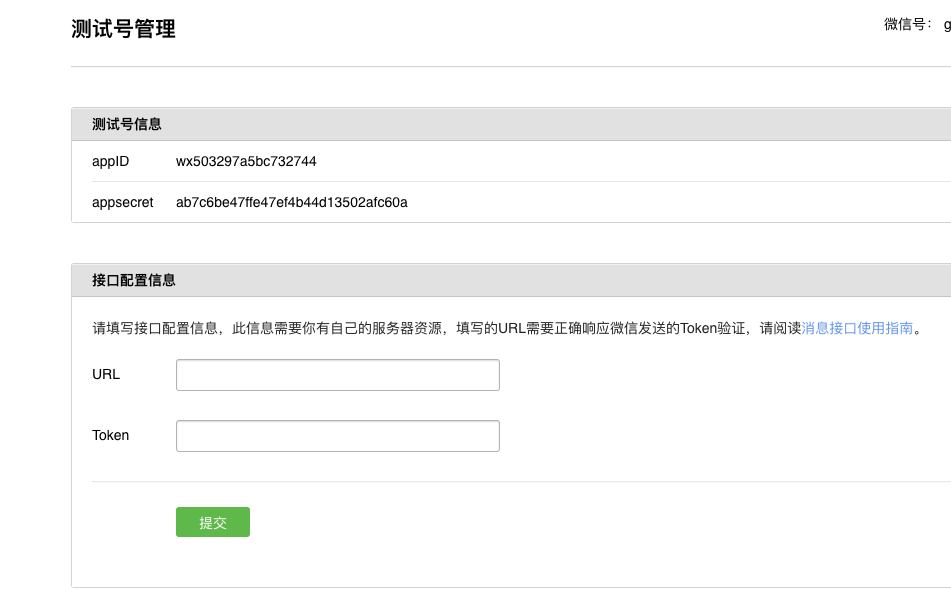 测试号管理
微信号： g
测试号信息
appID wx503297a5bc732744
appsecret ab7c6be47ffe47ef4b44d13502afc60a
接口配置信息
请填写接口配置信息，此信息需要你有自己的服务器资源，填写的URL需要正确响应微信发送的Token验证，请阅读消息接口使用指南。
URL
Token
提交